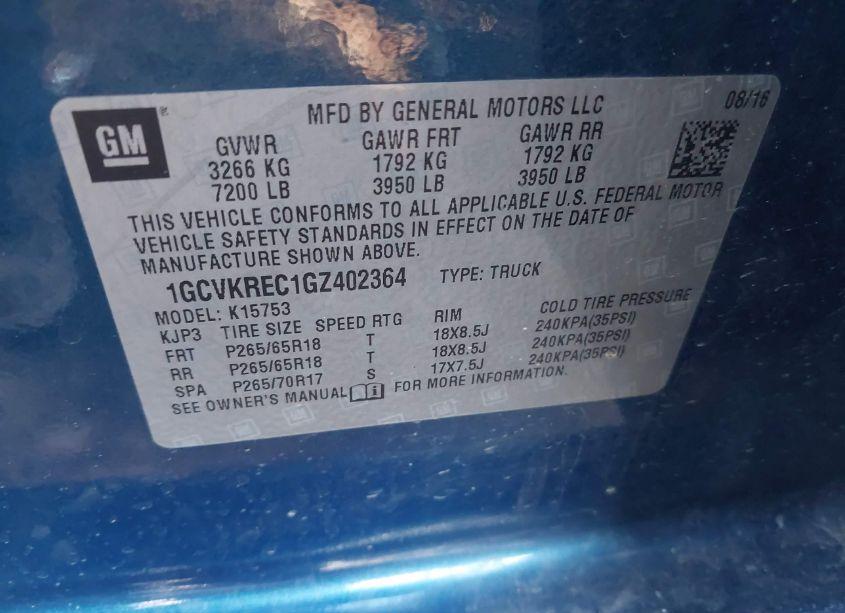 GM
MFD BY GENERAL MOTORS LLC 08/16
GVWR GAWR FRT GAWR RR
3266 KG 1792 KG 1792 KG
7200 LB 3950 LB 3950 LB
THIS VEHICLE CONFORMS TO ALL APPLICABLE U.S. FEDERAL MOTOR
VEHICLE SAFETY STANDARDS IN EFFECT ON THE DATE OF
MANUFACTURE SHOWN ABOVE.
1GCVKREC1GZ402364 TYPE: TRUCK
MODEL: K15753
KJP3 TIRE SIZE SPEED RTG RIM COLD TIRE PRESSURE
FRT P265/65R18 T 18X8.5J 240KPA(35PSI)
RR P265/65R18 T 18X8.5J 240KPA(35PSI)
SPA P265/70R17 S 17X7.5J 240KPA(35PSI)
SEE OWNER'S MANUAL FOR MORE INFORMATION.